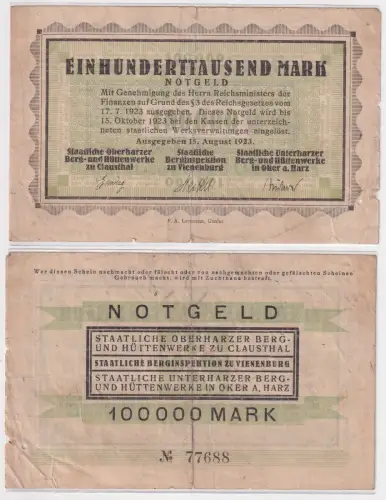 EINHUNDERTTAUSEND MARK
NOTGELD
Mit Genehmigung des Herrn Reichsministers der
Finanzen auf Grund des §3 des Reichsgesetzes vom
17. 7. 1923 ausgegeben. Dieses Notgeld wird bis
15. Oktober 1923 bei den Kassen der unterzeich-
neten staatlichen Werksverwaltungen eingelöst.
Ausgegeben 15. August 1923.
Staatliche Oberharzer
Berg- und Hüttenwerke
zu Clausthal
Staatliche
Berginspektion
zu Vienenburg
Staatliche Unterharzer
Berg- und Hüttenwerke
in Oker a. Harz
Wer diesen Schein nachmacht oder fälscht oder nachgemachten oder gefälschten Scheinen
Gebrauch macht, wird mit Zuchthaus bestraft.
NOTGELD
STAATLICHE OBERHARZER BERG-
UND HÜTTENWERKE ZU CLAUSTHAL
STAATLICHE BERGINSPEKTION ZU VIENENBURG
STAATLICHE UNTERHARZER BERG-
UND HÜTTENWERKE IN OKER A. HARZ
100000 MARK
№ 77688